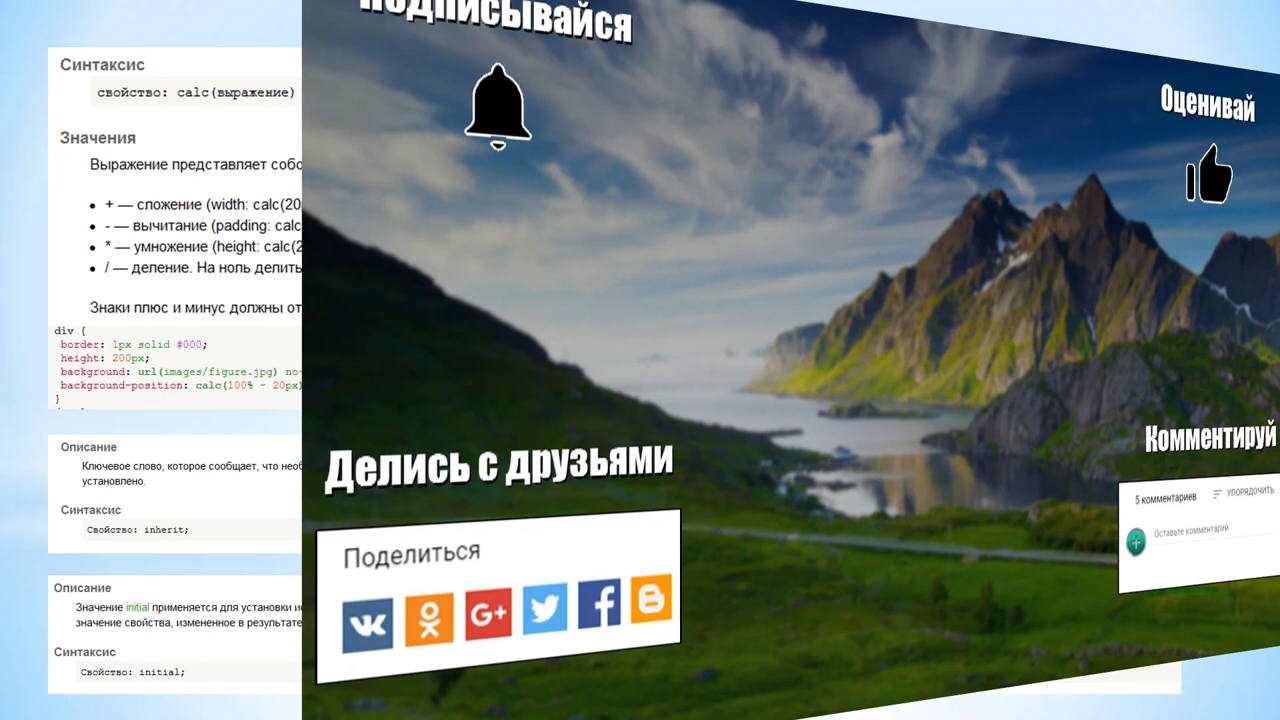 Синтаксис
свойство: calc(выражение)
Значения
Выражение представляет собо
+ — сложение (width: calc(20
- — вычитание (padding: calc
* — умножение (height: calc(2
/ — деление. На ноль делить
Знаки плюс и минус должны от
div {
border: 1px solid #000;
height: 200px;
background: url(images/figure.jpg) no-
background-position: calc(100% - 20px)
}
Описание
Ключевое слово, которое сообщает, что необ
установлено.
Синтаксис
Свойство: inherit;
Описание
Значение initial применяется для установки ис
значение свойства, измененное в результате
Синтаксис
Свойство: initial;
подписывайся
Оценивай
Делись с друзьями
Поделиться
G+
f
Комментируй
5 комментариев УПОРЯДОЧИТЬ
Оставьте комментарий